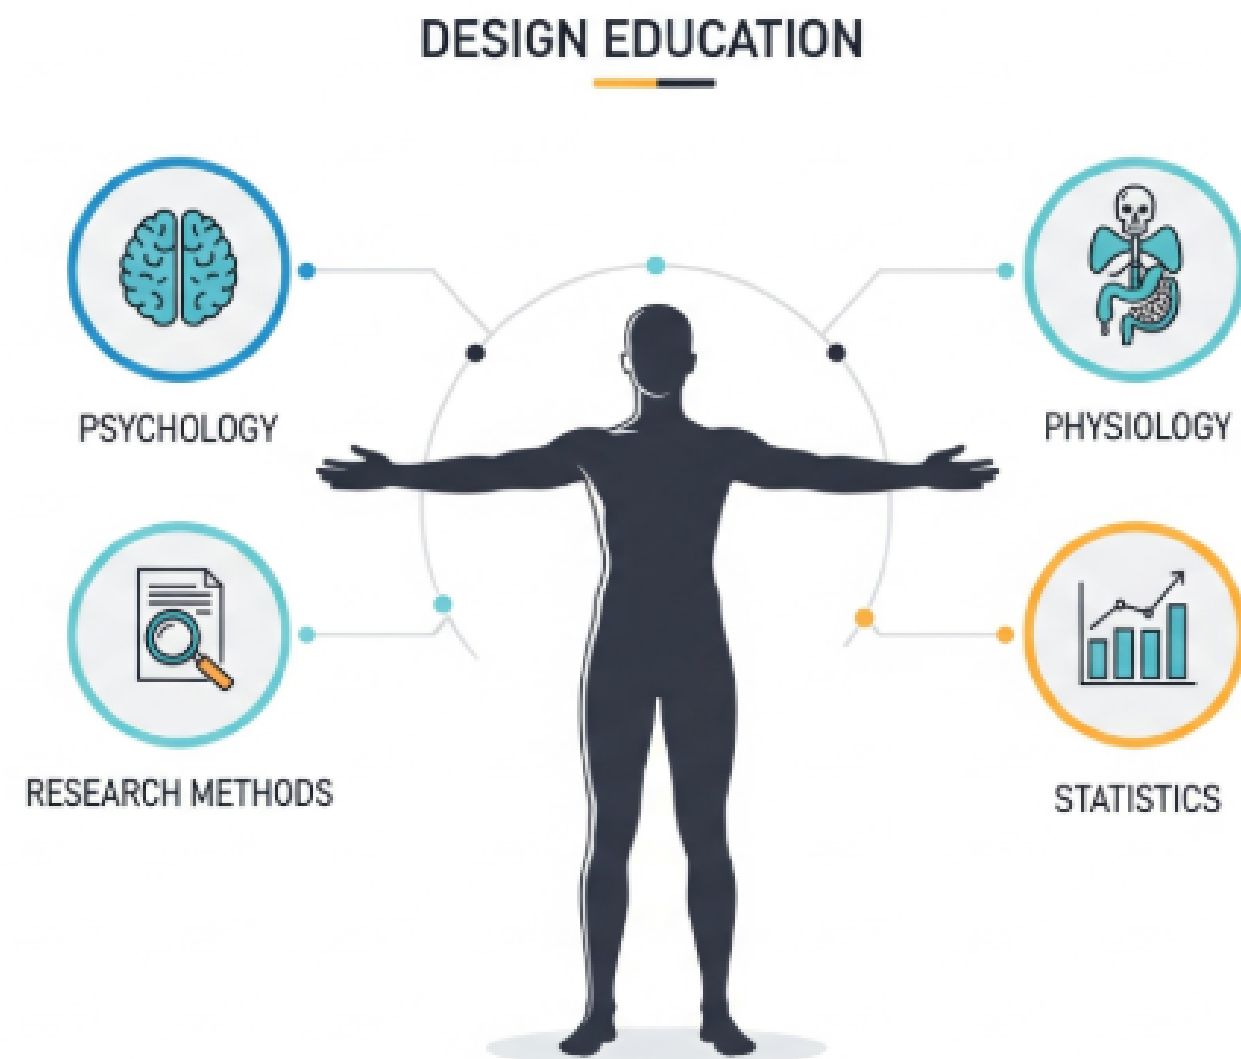 DESIGN EDUCATION
PSYCHOLOGY
PHYSIOLOGY
RESEARCH METHODS
STATISTICS